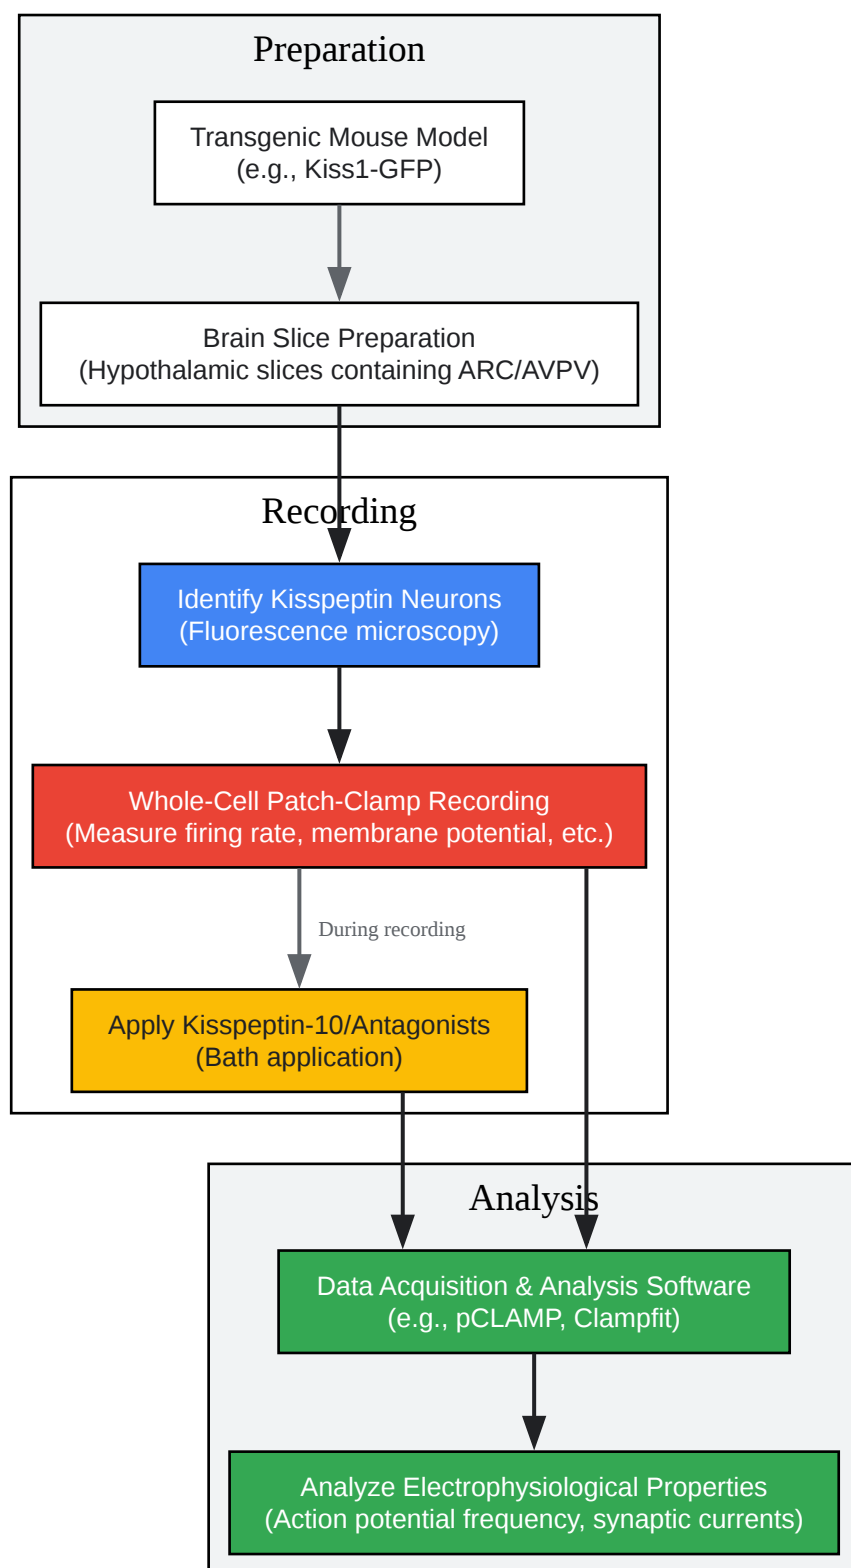 Preparation
Transgenic Mouse Model
(e.g., Kiss1-GFP)
Brain Slice Preparation
(Hypothalamic slices containing ARC/AVPV)
Recording
Identify Kisspeptin Neurons
(Fluorescence microscopy)
Whole-Cell Patch-Clamp Recording
(Measure firing rate, membrane potential, etc.)
During recording
Apply Kisspeptin-10/Antagonists
(Bath application)
Analysis
Data Acquisition & Analysis Software
(e.g., pCLAMP, Clampfit)
Analyze Electrophysiological Properties
(Action potential frequency, synaptic currents)